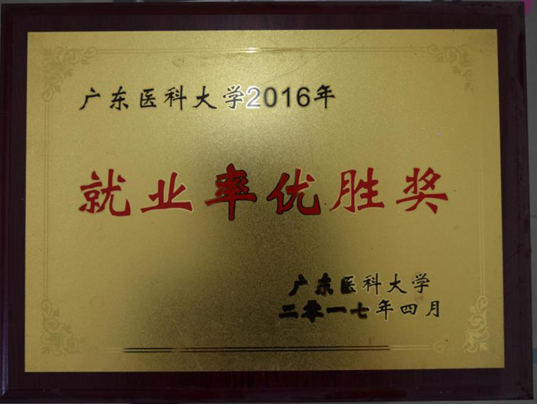 广东医科大学2016年
就业率优胜奖
广东医科大学
二零一七年四月